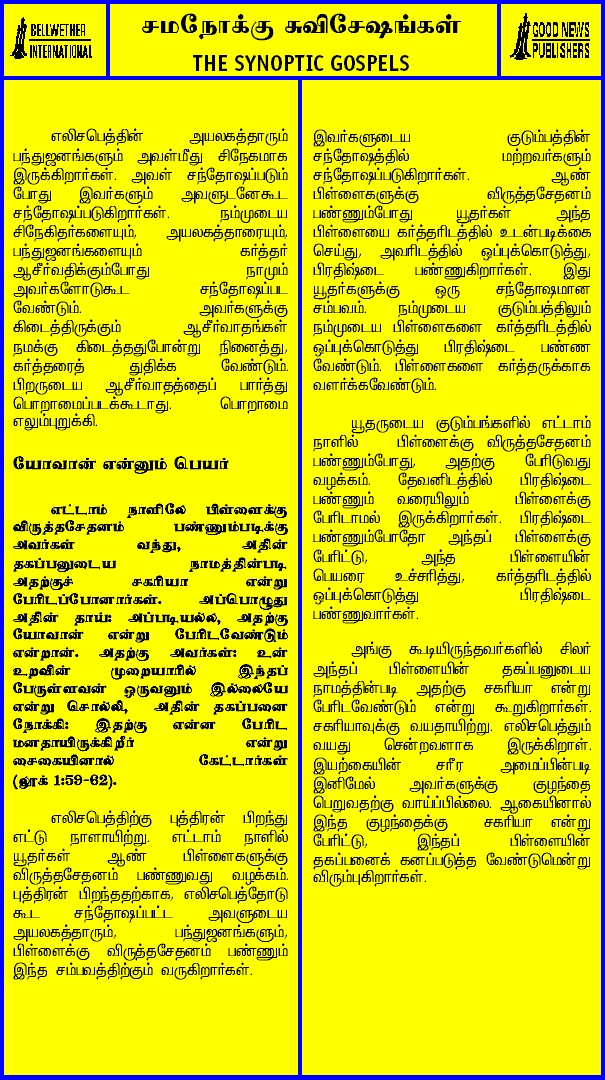 BELLWETHER
INTERNATIONAL
சமநோக்கு சுவிசேஷங்கள்
THE SYNOPTIC GOSPELS
GOOD NEWS
PUBLISHERS
எலிசபெத்தின் அயலகத்தாரும்
பந்துஜனங்களும் அவள்மீது சிநேகமாக
இருக்கிறார்கள். அவள் சந்தோஷப்படும்
போது இவர்களும் அவளுடனேகூட
சந்தோஷப்படுகிறார்கள். நம்முடைய
சிநேகிதர்களையும், அயலகத்தாரையும்,
பந்துஜனங்களையும் கர்த்தர்
ஆசீர்வதிக்கும்போது நாமும்
அவர்களோடுகூட சந்தோஷப்பட
வேண்டும். அவர்களுக்கு
கிடைத்திருக்கும் ஆசீர்வாதங்கள்
நமக்கு கிடைத்ததுபோன்று நினைத்து,
கர்த்தரைத் துதிக்க வேண்டும்.
பிறருடைய ஆசீர்வாதத்தைப் பார்த்து
பொறாமைப்படக்கூடாது. பொறாமை
எலும்புறுக்கி.
யோவான் என்னும் பெயர்
எட்டாம் நாளிலே பிள்ளைக்கு
விருத்தசேதனம் பண்ணும்படிக்கு
அவர்கள் வந்து, அதின்
தகப்பனுடைய நாமத்தின்படி
அதற்குச் சகரியா என்று
பேரிடப்போனார்கள். அப்பொழுது
அதின் தாய்: அப்படியல்ல, அதற்கு
யோவான் என்று பேரிடவேண்டும்
என்றான். அதற்கு அவர்கள்: உன்
உறவின் முறையாரில் இந்தப்
பேருள்ளவன் ஒருவனும் இல்லையே
என்று சொல்லி, அதின் தகப்பனை
நோக்கி: இதற்கு என்ன பேரிட
மனதாயிருக்கிறீர் என்று
சைகையினால் கேட்டார்கள்
(லூக் 1:59-62).
எலிசபெத்திற்கு புத்திரன் பிறந்து
எட்டு நாளாயிற்று. எட்டாம் நாளில்
யூதர்கள் ஆண் பிள்ளைகளுக்கு
விருத்தசேதனம் பண்ணுவது வழக்கம்.
புத்திரன் பிறந்ததற்காக, எலிசபெத்தோடு
கூட சந்தோஷப்பட்ட அவளுடைய
அயலகத்தாரும், பந்துஜனங்களும்,
பிள்ளைக்கு விருத்தசேதனம் பண்ணும்
இந்த சம்பவத்திற்கும் வருகிறார்கள்.
இவர்களுடைய குடும்பத்தின்
சந்தோஷத்தில் மற்றவர்களும்
சந்தோஷப்படுகிறார்கள். ஆண்
பிள்ளைகளுக்கு விருத்தசேதனம்
பண்ணும்போது யூதர்கள் அந்த
பிள்ளையை கர்த்தரிடத்தில் உடன்படிக்கை
செய்து, அவரிடத்தில் ஒப்புக்கொடுத்து,
பிரதிஷ்டை பண்ணுகிறார்கள். இது
யூதர்களுக்கு ஒரு சந்தோஷமான
சம்பவம். நம்முடைய குடும்பத்திலும்
நம்முடைய பிள்ளைகளை கர்த்தரிடத்தில்
ஒப்புக்கொடுத்து பிரதிஷ்டை பண்ண
வேண்டும். பிள்ளைகளை கர்த்தருக்காக
வளர்க்கவேண்டும்.
யூதருடைய குடும்பங்களில் எட்டாம்
நாளில் பிள்ளைக்கு விருத்தசேதனம்
பண்ணும்போது, அதற்கு பேரிடுவது
வழக்கம். தேவனிடத்தில் பிரதிஷ்டை
பண்ணும் வரையிலும் பிள்ளைக்கு
பேரிடாமல் இருக்கிறார்கள். பிரதிஷ்டை
பண்ணும்போதோ அந்தப் பிள்ளைக்கு
பேரிட்டு, அந்த பிள்ளையின்
பெயரை உச்சரித்து, கர்த்தரிடத்தில்
ஒப்புக்கொடுத்து பிரதிஷ்டை
பண்ணுவார்கள்.
அங்கு கூடியிருந்தவர்களில் சிலர்
அந்தப் பிள்ளையின் தகப்பனுடைய
நாமத்தின்படி அதற்கு சகரியா என்று
பேரிடவேண்டும் என்று கூறுகிறார்கள்.
சகரியாவுக்கு வயதாயிற்று. எலிசபெத்தும்
வயது சென்றவளாக இருக்கிறாள்.
இயற்கையின் சரீர அமைப்பின்படி
இனிமேல் அவர்களுக்கு குழந்தை
பெறுவதற்கு வாய்ப்பில்லை. ஆகையினால்
இந்த குழந்தைக்கு சகரியா என்று
பேரிட்டு, இந்தப் பிள்ளையின்
தகப்பனைக் கனப்படுத்த வேண்டுமென்று
விரும்புகிறார்கள்.